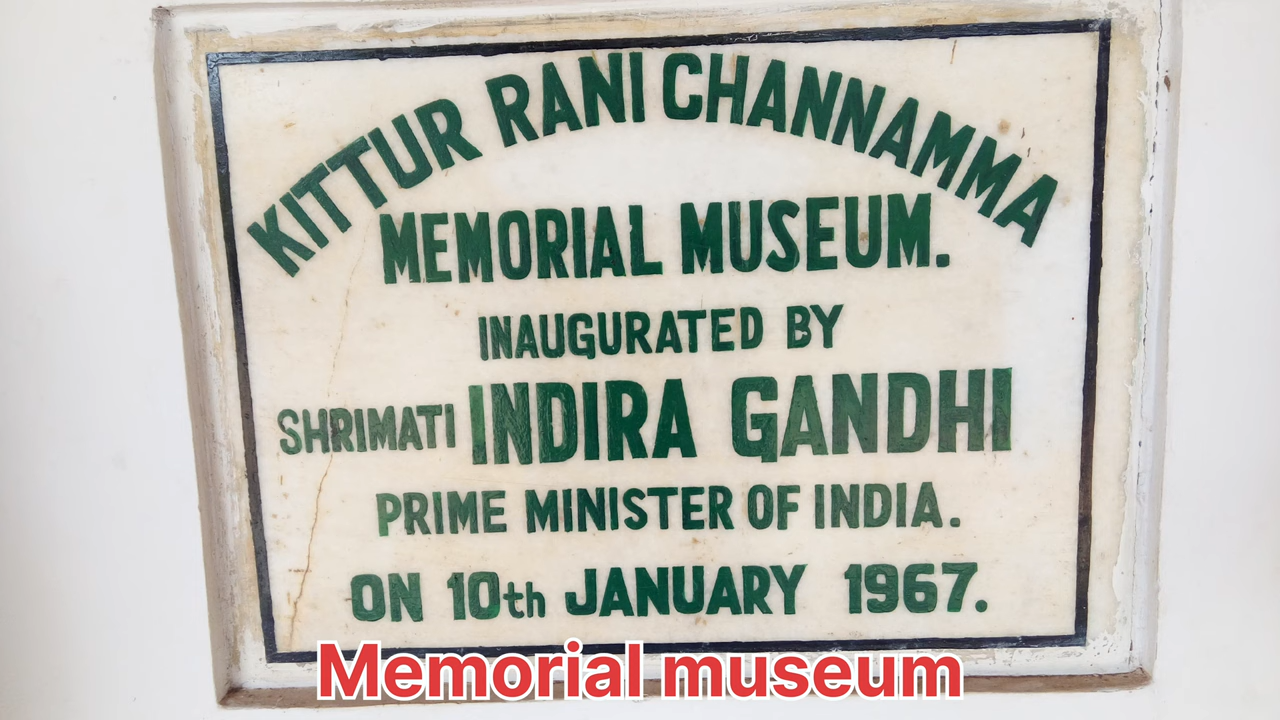 KITTUR RANI CHANNAMMA
MEMORIAL MUSEUM.
INAUGURATED BY
SHRIMATI INDIRA GANDHI
PRIME MINISTER OF INDIA.
ON 10th JANUARY 1967.
Memorial museum